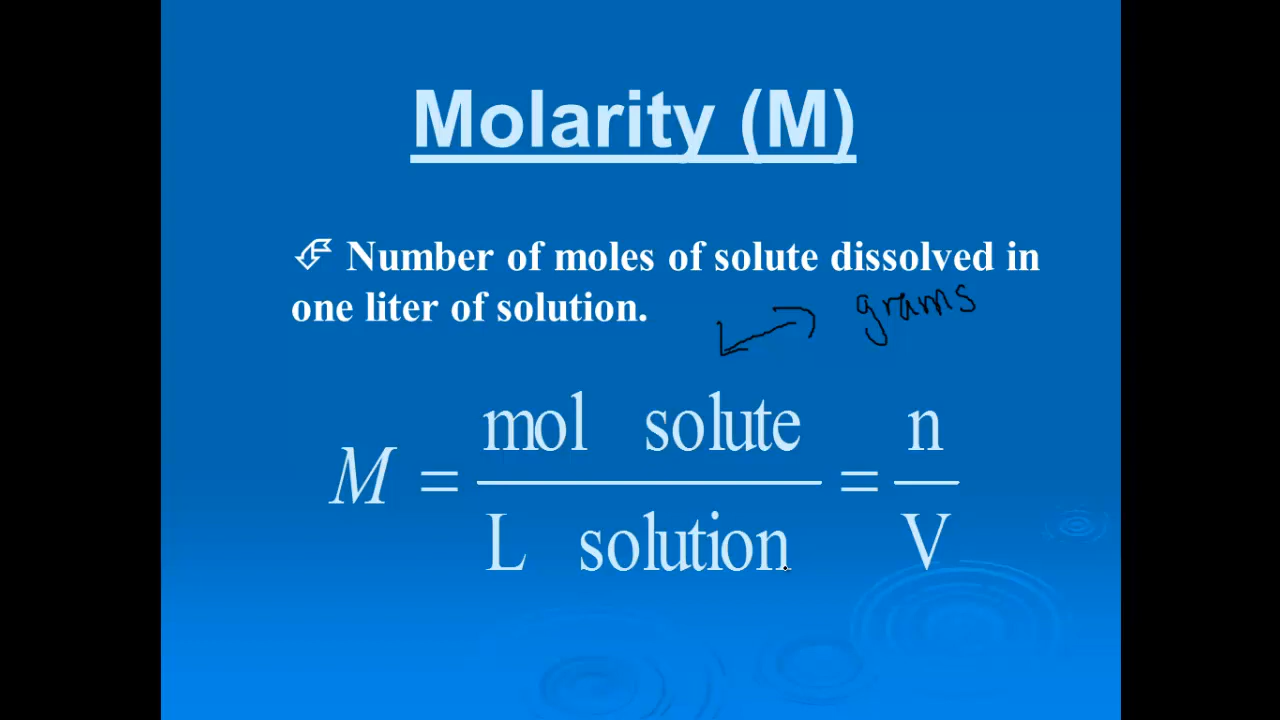 Molarity (M)
Number of moles of solute dissolved in
one liter of solution.
grams
M = mol solute / L solution = n / V